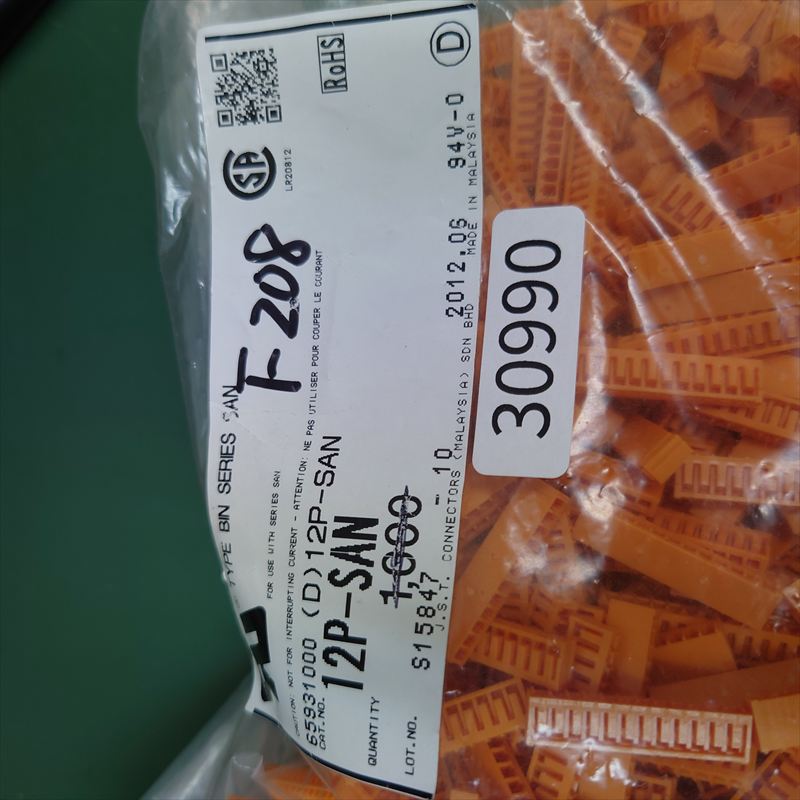 TYPE BIN SERIES SAN
FOR USE WITH SERIES SAN
CAUTION: NOT FOR INTERRUPTING CURRENT - ATTENTION: NE PAS UTILISER POUR COUPER LE COURANT
65931000 (D)12P-SAN
CAT.NO. 12P-SAN
QUANTITY 1,000
LOT.NO. S15847 - 10 2012.06 94V-0
J.S.T. CONNECTORS (MALAYSIA) SDN BHD MADE IN MALAYSIA
F-208
SA
LR20812
RoHS
D
30990